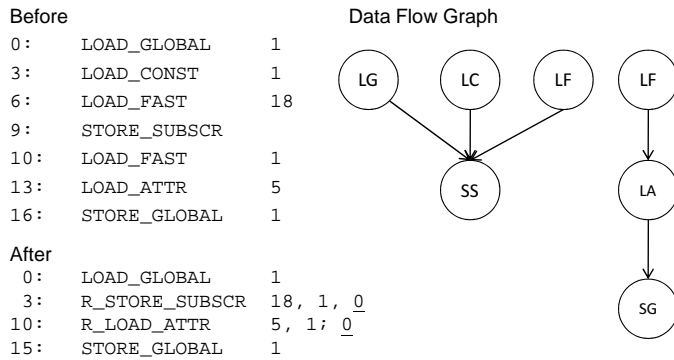 Before
0: LOAD_GLOBAL 1
3: LOAD_CONST 1
6: LOAD_FAST 18
9: STORE_SUBSCR
10: LOAD_FAST 1
13: LOAD_ATTR 5
16: STORE_GLOBAL 1
After
0: LOAD_GLOBAL 1
3: R_STORE_SUBSCR 18, 1, 0
10: R_LOAD_ATTR 5, 1; 0
15: STORE_GLOBAL 1
Data Flow Graph
LG LC LF LF
SS LA
SG